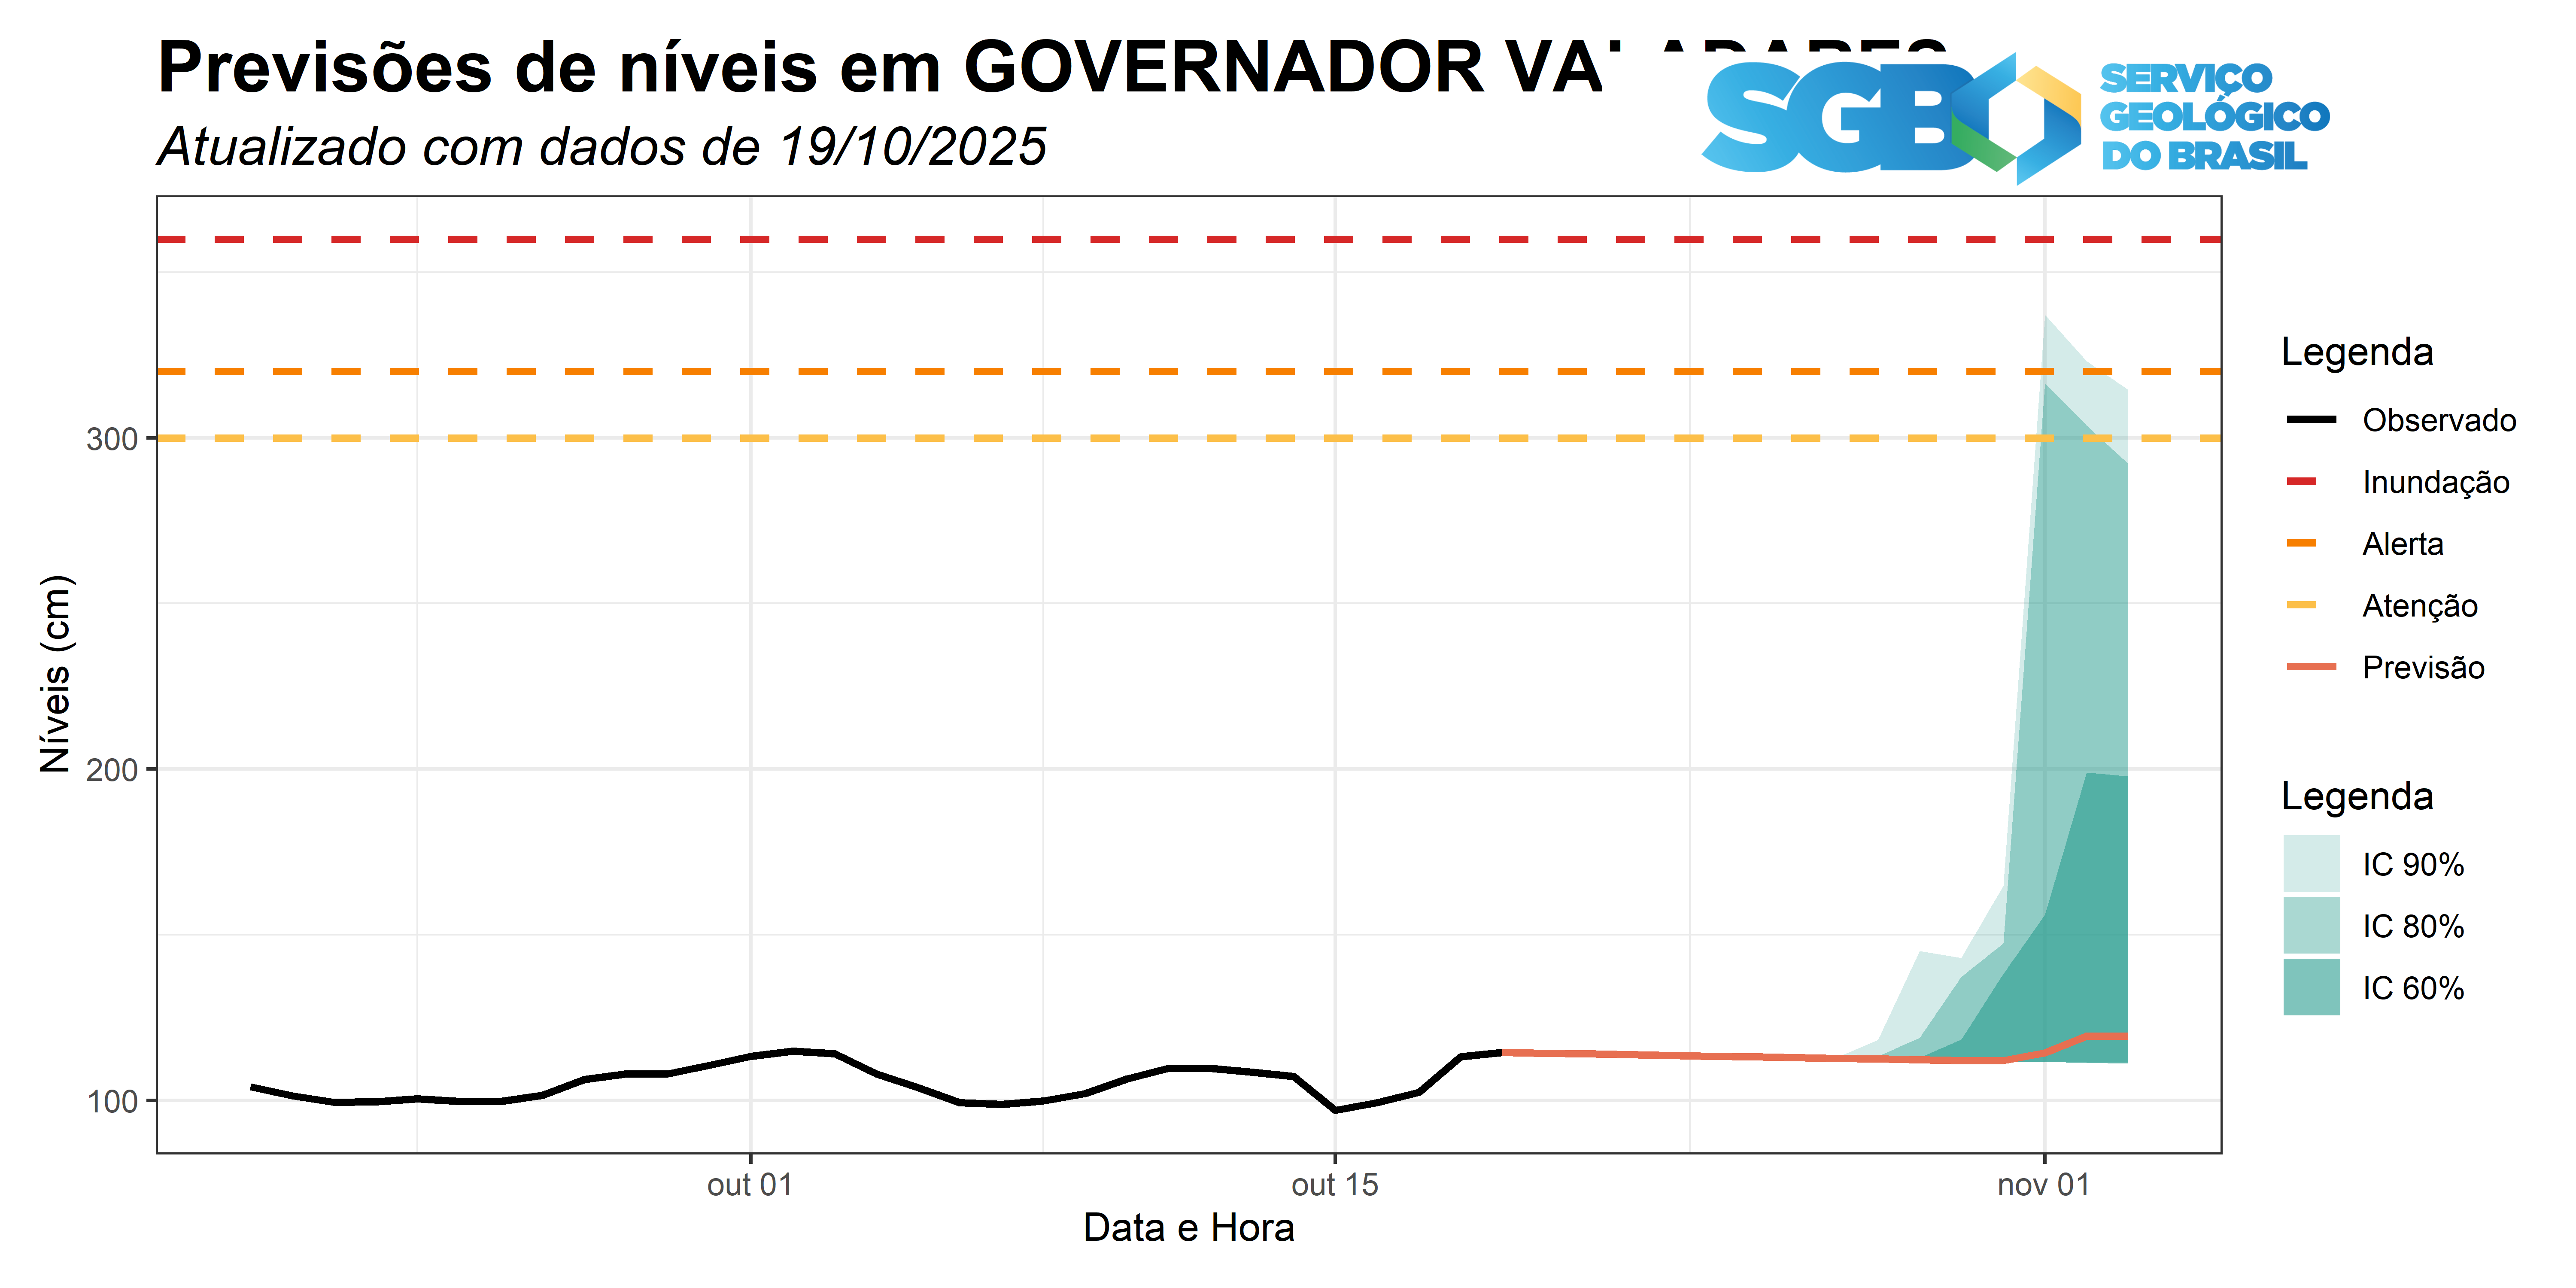 Previsões de níveis em GOVERNADOR
Atualizado com dados de 19/10/2025
SGB
SERVIÇO
GEOLÓGICO
DO BRASIL
Níveis (cm)
300
200
100
out 01
out 15
nov 01
Data e Hora
Legenda
Observado
Inundação
Alerta
Atenção
Previsão
Legenda
IC 90%
IC 80%
IC 60%